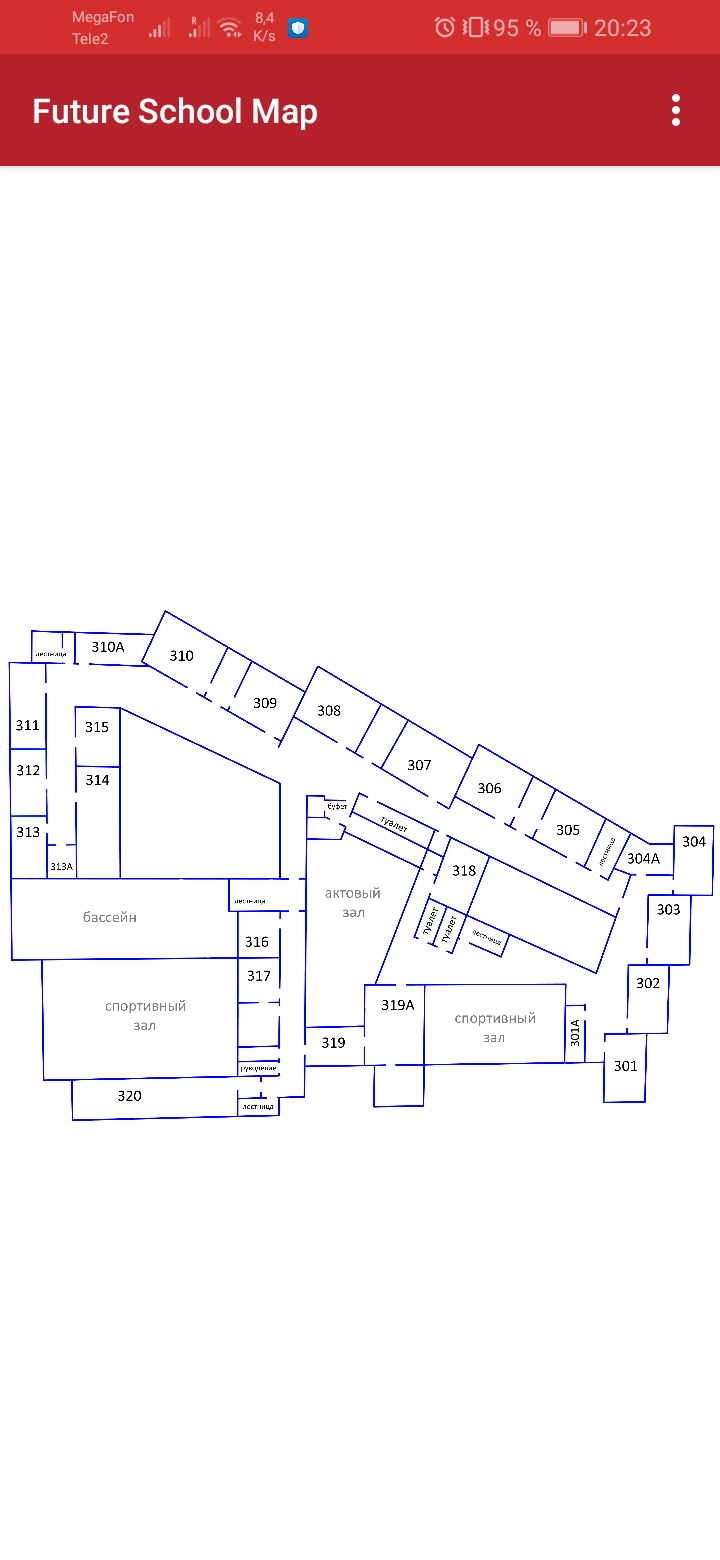 MegaFon
Tele2
R
8,4
K/s
95 %
20:23
Future School Map
310A
лестница
310
309
308
311
315
312
314
307
306
313
313A
буфет
туалет
305
лестница
304
304A
318
303
актовый
зал
лестница
бассейн
туалет
туалет
лестница
316
317
302
спортивный
зал
319A
спортивный
зал
301A
319
301
рукоделие
320
лестница